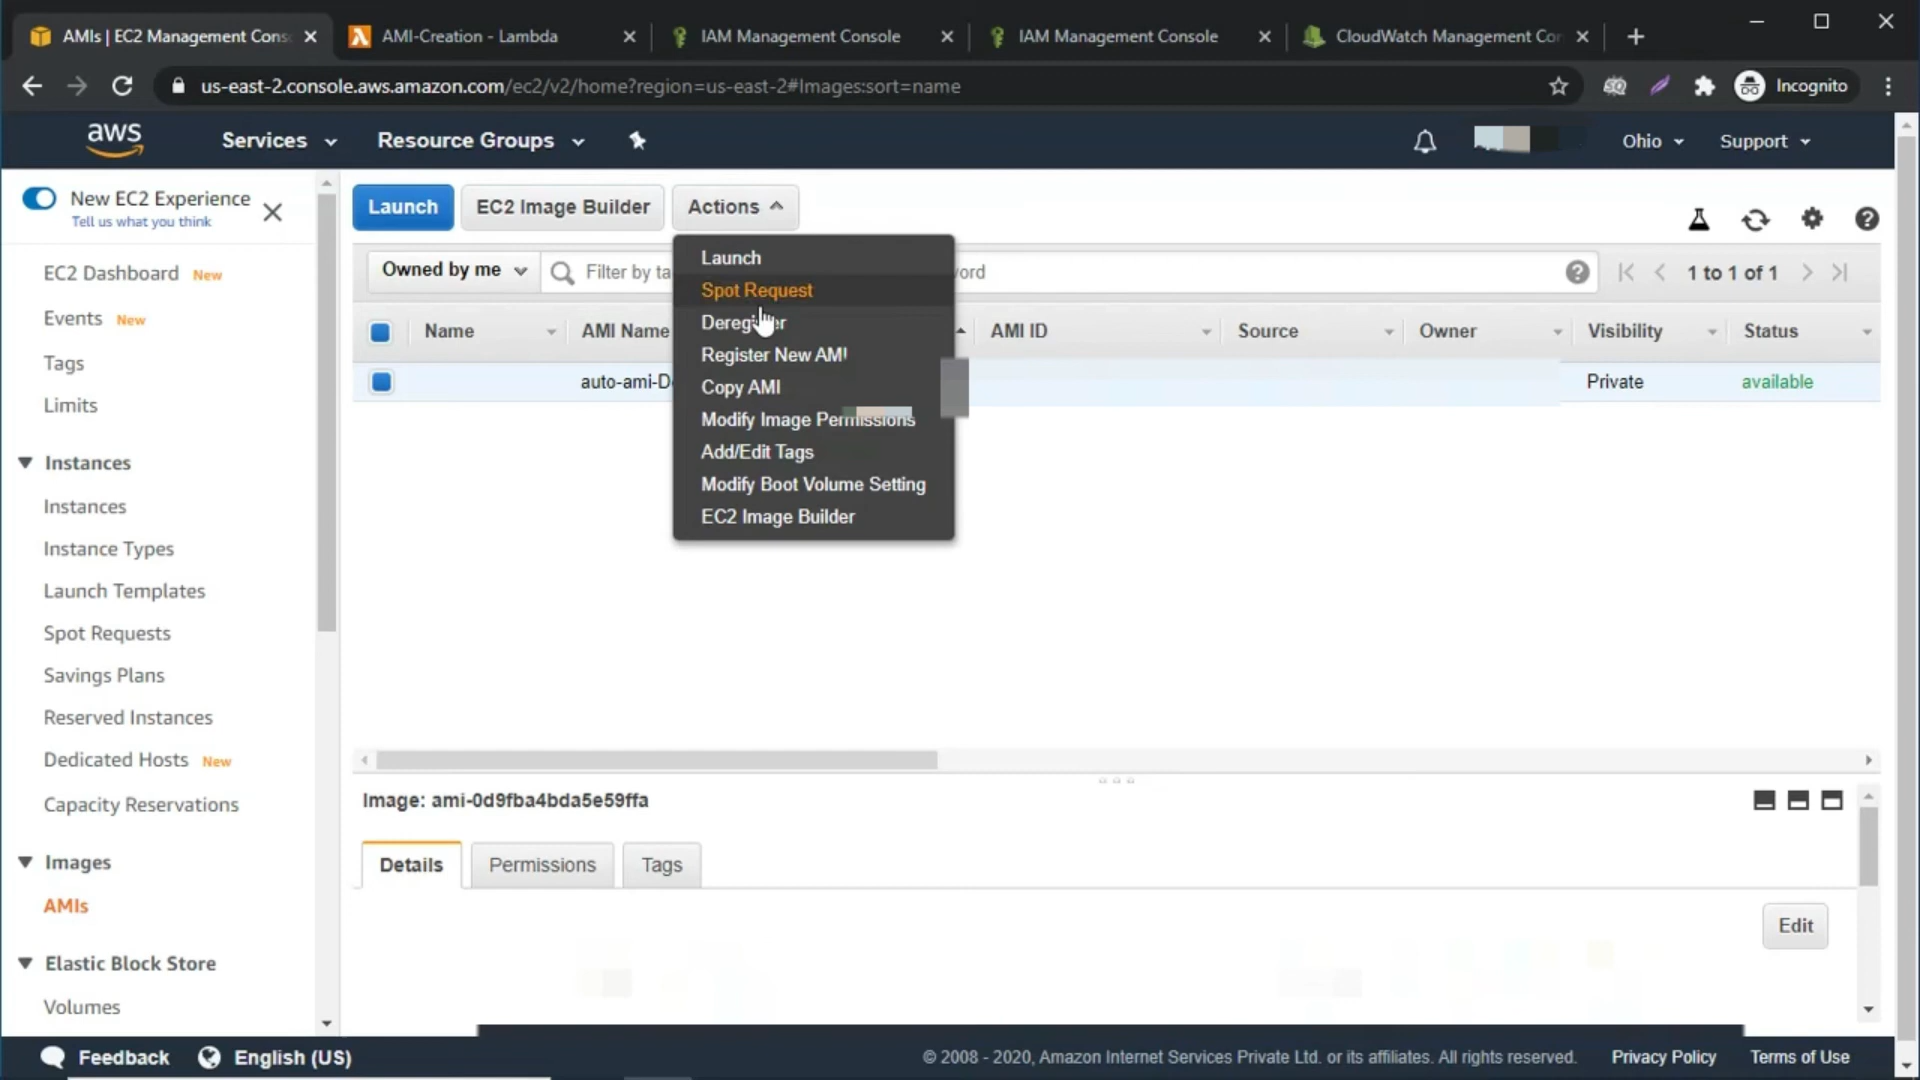 AMIs | EC2 Management Cons
AMI-Creation - Lambda
IAM Management Console
IAM Management Console
CloudWatch Management Con
us-east-2.console.aws.amazon.com/ec2/v2/home?region=us-east-2#Images:sort=name
Incognito
aws
Services
Resource Groups
Ohio
Support
New EC2 Experience
Tell us what you think
Launch
EC2 Image Builder
Actions
Owned by me
Filter by ta
1 to 1 of 1
Name
AMI Name
AMI ID
Source
Owner
Visibility
Status
auto-ami-D
Private
available
Launch
Spot Request
Deregister
Register New AMI
Copy AMI
Modify Image Permissions
Add/Edit Tags
Modify Boot Volume Setting
EC2 Image Builder
EC2 Dashboard New
Events New
Tags
Limits
Instances
Instances
Instance Types
Launch Templates
Spot Requests
Savings Plans
Reserved Instances
Dedicated Hosts New
Capacity Reservations
Images
AMIs
Elastic Block Store
Volumes
Image: ami-0d9fba4bda5e59ffa
Details
Permissions
Tags
Edit
Feedback
English (US)
© 2008 - 2020, Amazon Internet Services Private Ltd. or its affiliates. All rights reserved.
Privacy Policy
Terms of Use